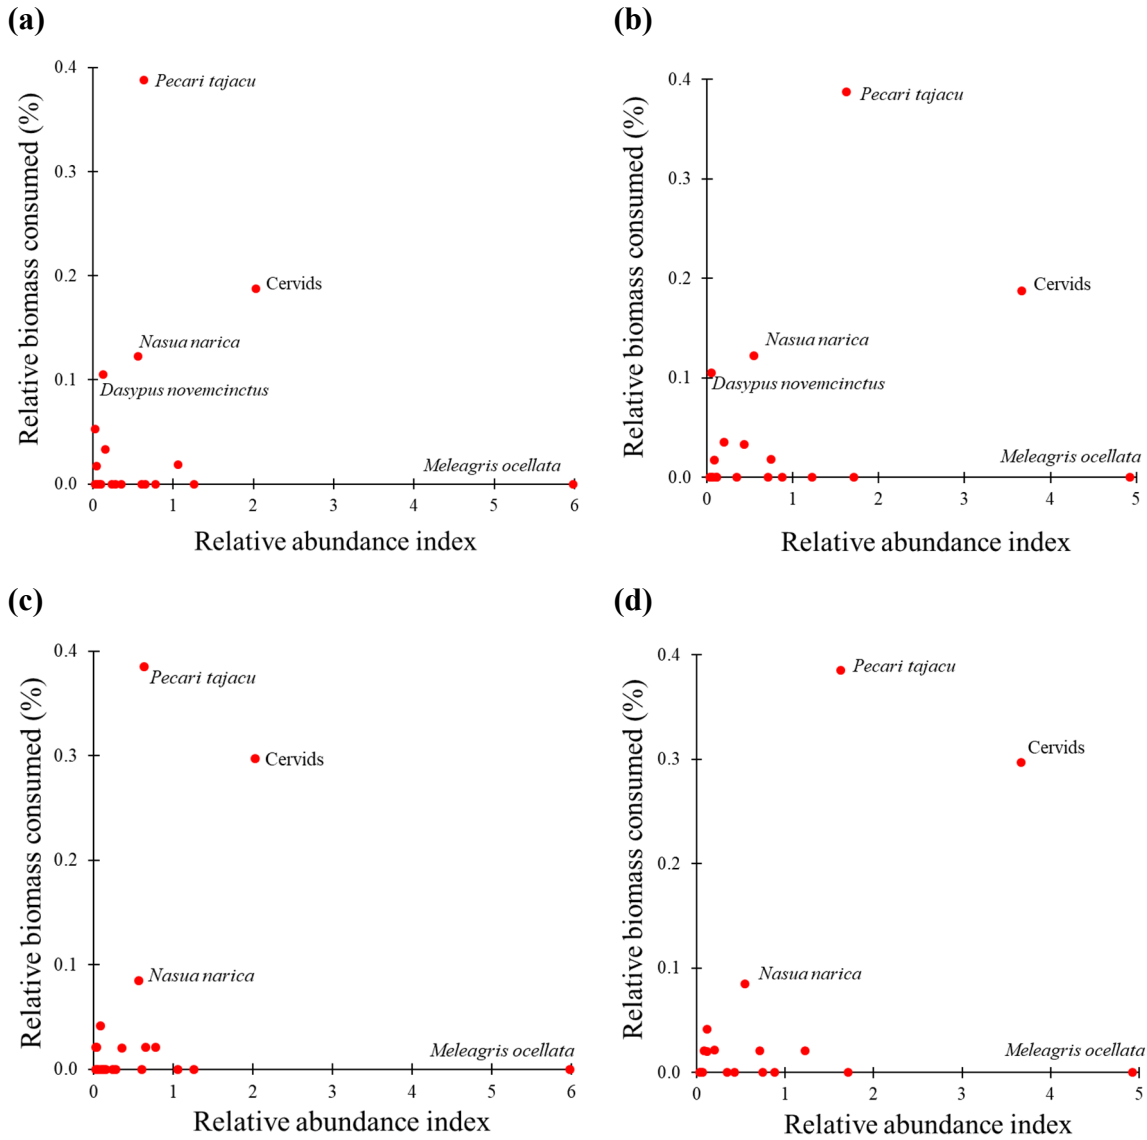 (a)
0.4
0.3
0.2
0.1
0.0
Relative biomass consumed (%)
Pecari tajacu
Cervids
Nasua narica
Dasypus novemcinctus
Meleagris ocellata
0 1 2 3 4 5 6
Relative abundance index
(b)
0.4
0.3
0.2
0.1
0.0
Relative biomass consumed (%)
Pecari tajacu
Cervids
Nasua narica
Dasypus novemcinctus
Meleagris ocellata
0 1 2 3 4 5
Relative abundance index
(c)
0.4
0.3
0.2
0.1
0.0
Relative biomass consumed (%)
Pecari tajacu
Cervids
Nasua narica
Meleagris ocellata
0 1 2 3 4 5 6
Relative abundance index
(d)
0.4
0.3
0.2
0.1
0.0
Relative biomass consumed (%)
Pecari tajacu
Cervids
Nasua narica
Meleagris ocellata
0 1 2 3 4 5
Relative abundance index